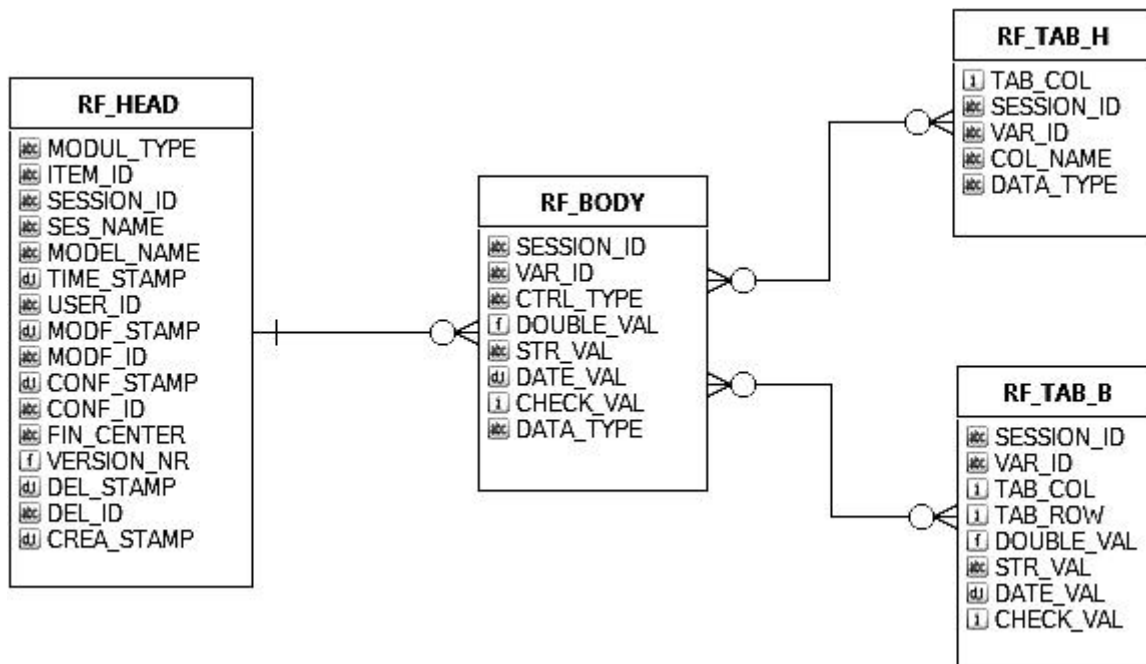 RF_HEAD
MODUL_TYPE
ITEM_ID
SESSION_ID
SES_NAME
MODEL_NAME
TIME_STAMP
USER_ID
MODF_STAMP
MODF_ID
CONF_STAMP
CONF_ID
FIN_CENTER
VERSION_NR
DEL_STAMP
DEL_ID
CREA_STAMP
RF_BODY
SESSION_ID
VAR_ID
CTRL_TYPE
DOUBLE_VAL
STR_VAL
DATE_VAL
CHECK_VAL
DATA_TYPE
RF_TAB_H
TAB_COL
SESSION_ID
VAR_ID
COL_NAME
DATA_TYPE
RF_TAB_B
SESSION_ID
VAR_ID
TAB_COL
TAB_ROW
DOUBLE_VAL
STR_VAL
DATE_VAL
CHECK_VAL